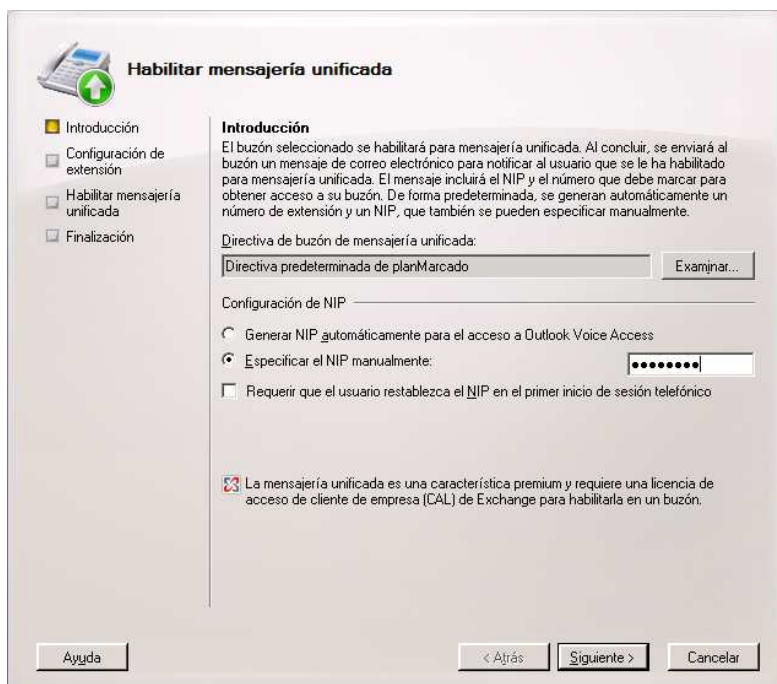 Habilitar mensajería unificada
Introducción
Configuración de
extensión
Habilitar mensajería
unificada
Finalización
Introducción
El buzón seleccionado se habilitará para mensajería unificada. Al concluir, se enviará al
buzón un mensaje de correo electrónico para notificar al usuario que se le ha habilitado
para mensajería unificada. El mensaje incluirá el NIP y el número que debe marcar para
obtener acceso a su buzón. De forma predeterminada, se generan automáticamente un
número de extensión y un NIP, que también se pueden especificar manualmente.
Directiva de buzón de mensajería unificada:
Directiva predeterminada de planMarcado
Examinar...
Configuración de NIP
Generar NIP automáticamente para el acceso a Outlook Voice Access
Especificar el NIP manualmente:
●●●●●●●●
Requerir que el usuario restablezca el NIP en el primer inicio de sesión telefónico
La mensajería unificada es una característica premium y requiere una licencia de
acceso de cliente de empresa (CAL) de Exchange para habilitarla en un buzón.
Ayuda
< Atrás
Siguiente >
Cancelar